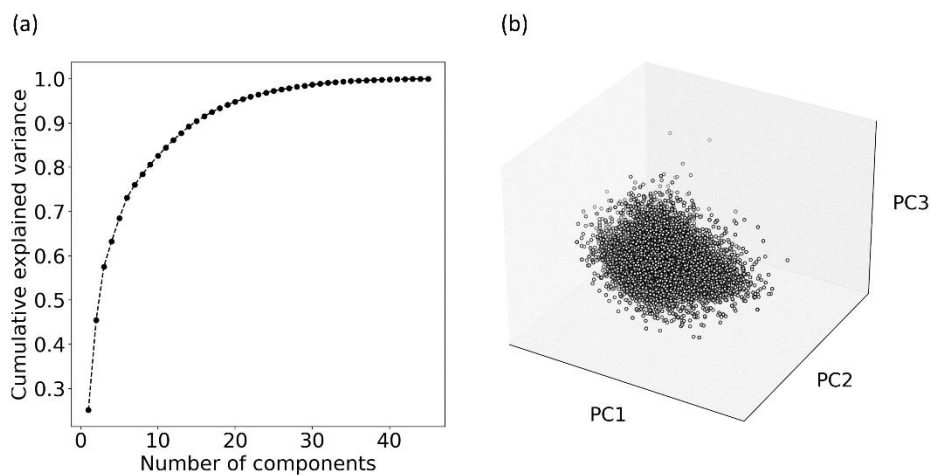 (a)
1.0
0.9
0.8
0.7
0.6
0.5
0.4
0.3
Cumulative explained variance
0 10 20 30 40
Number of components
(b)
PC3
PC2
PC1